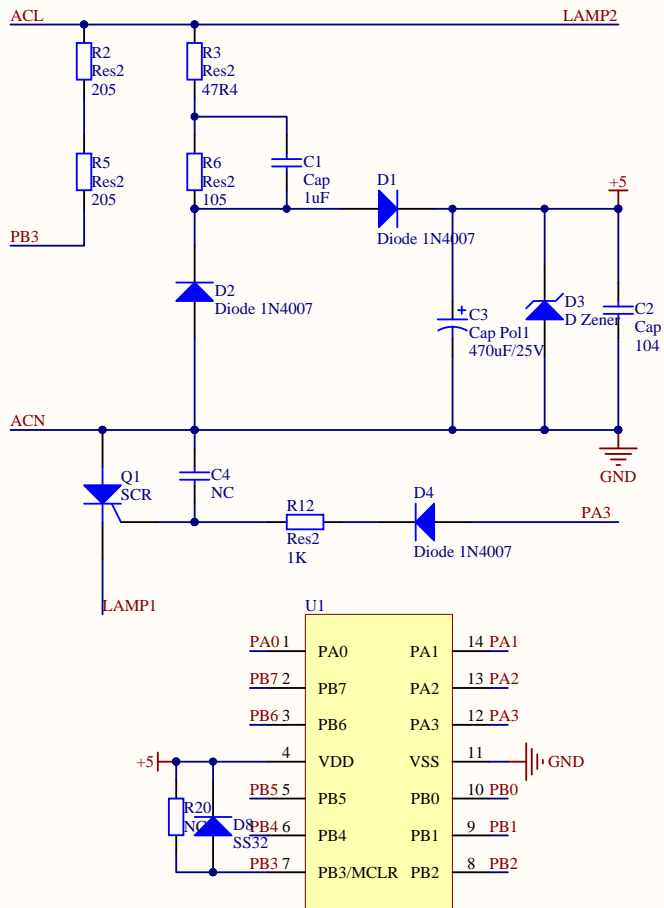 ACL
LAMP2
R2
Res2
205
R3
Res2
47R4
R5
Res2
205
R6
Res2
105
C1
Cap
1uF
D1
Diode 1N4007
+5
PB3
D2
Diode 1N4007
C3
Cap Pol1
470uF/25V
D3
D Zener
C2
Cap
104
ACN
GND
Q1
SCR
C4
NC
R12
Res2
1K
D4
Diode 1N4007
PA3
LAMP1
U1
PA0 1 PA0 PA1 14 PA1
PB7 2 PB7 PA2 13 PA2
PB6 3 PB6 PA3 12 PA3
+5 4 VDD VSS 11 GND
PB5 5 PB5 PB0 10 PB0
R20
NC
D8
SS32
PB4 6 PB4 PB1 9 PB1
PB3 7 PB3/MCLR PB2 8 PB2